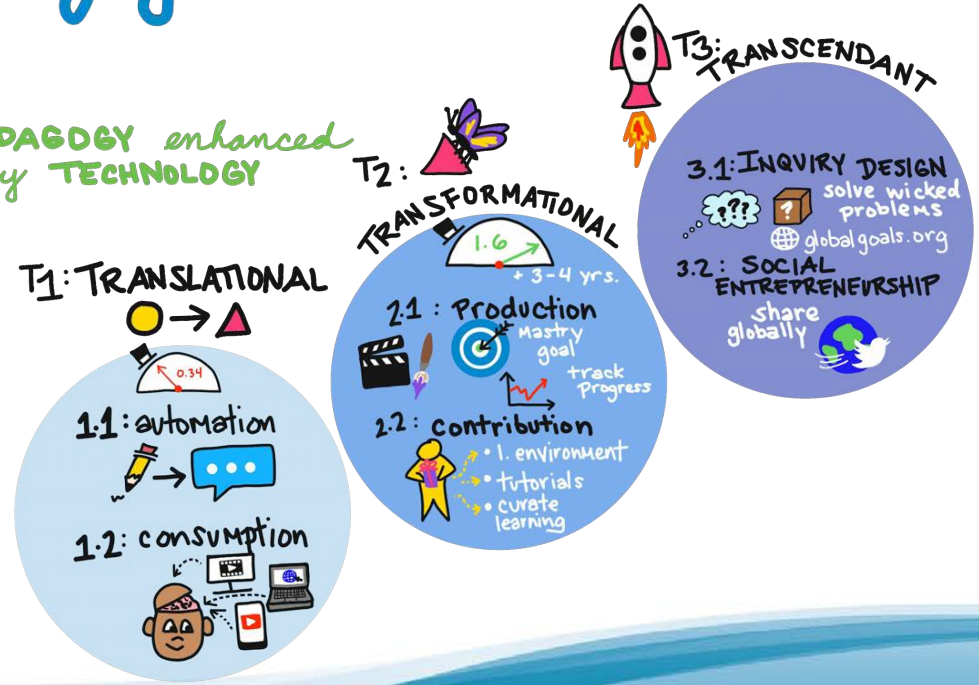 DAGOGY enhanced
y TECHNOLOGY
T1: TRANSLATIONAL
0.34
1.1: automation
1.2: consumption
T2:
TRANSFORMATIONAL
1.6
+ 3-4 yrs.
2.1: Production
Mastry
goal
track
Progress
2.2: contribution
• 1. environment
• tutorials
• curate
learning
T3:
TRANSCENDANT
3.1: INQUIRY DESIGN
???
?
solve wicked
problems
globalgoals.org
3.2: SOCIAL
ENTREPRENEURSHIP
share
globally